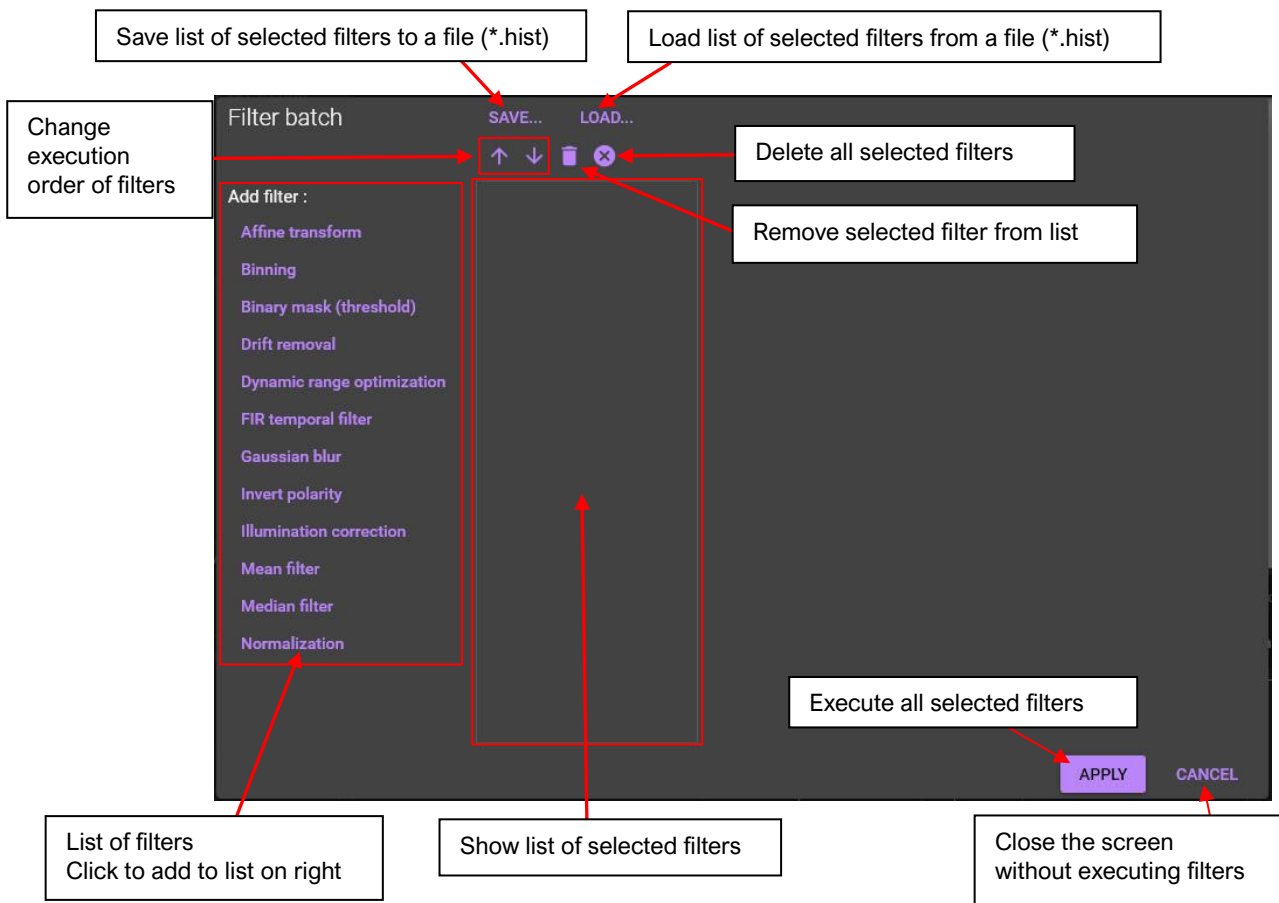 Save list of selected filters to a file (*.hist)
Load list of selected filters from a file (*.hist)
Change
execution
order of filters
Filter batch
SAVE...
LOAD...
Delete all selected filters
Remove selected filter from list
Add filter :
Affine transform
Binning
Binary mask (threshold)
Drift removal
Dynamic range optimization
FIR temporal filter
Gaussian blur
Invert polarity
Illumination correction
Mean filter
Median filter
Normalization
Execute all selected filters
APPLY
CANCEL
List of filters
Click to add to list on right
Show list of selected filters
Close the screen
without executing filters